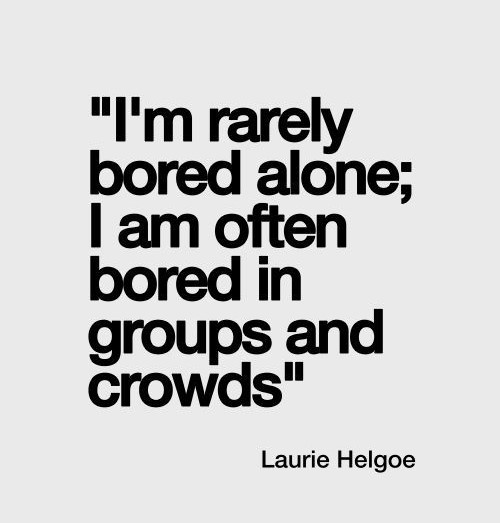 "I'm rarely
bored alone;
I am often
bored in
groups and
crowds"
Laurie Helgoe